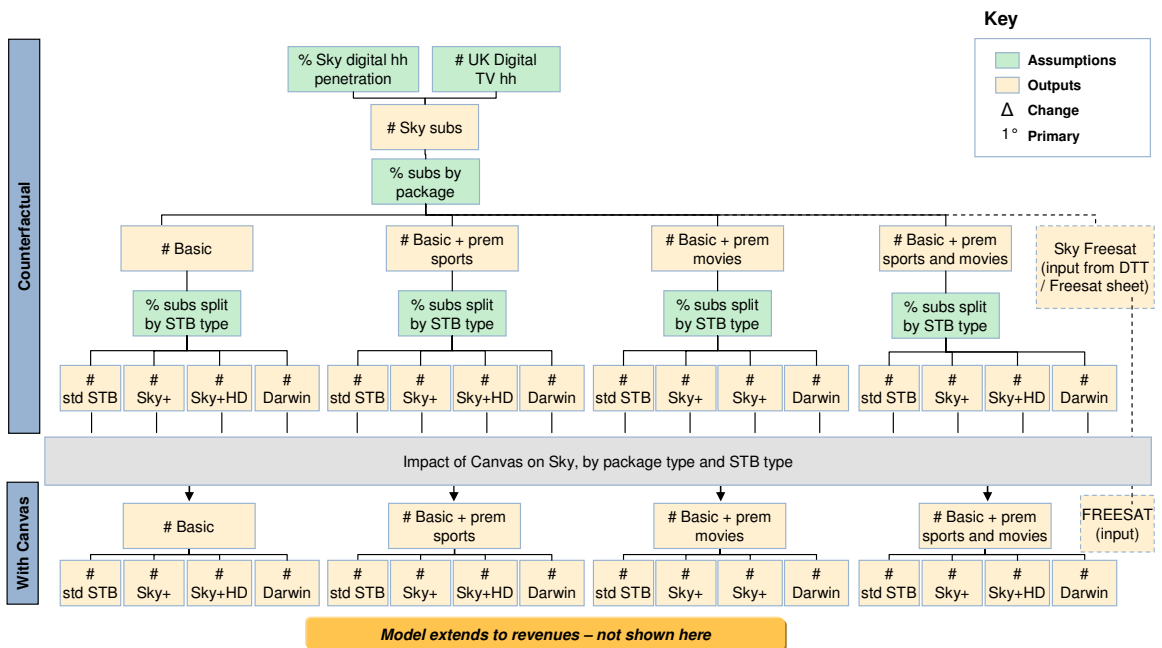 Key
Assumptions
Outputs
Δ Change
1° Primary
Counterfactual
% Sky digital hh
penetration
# UK Digital
TV hh
# Sky subs
% subs by
package
# Basic
# Basic + prem
sports
# Basic + prem
movies
# Basic + prem
sports and movies
Sky Freesat
(input from DTT
/ Freesat sheet)
% subs split
by STB type
% subs split
by STB type
% subs split
by STB type
% subs split
by STB type
#
std STB
#
Sky+
#
Sky+HD
#
Darwin
#
std STB
#
Sky+
#
Sky+HD
#
Darwin
#
std STB
#
Sky+
#
Sky+
#
Darwin
#
std STB
#
Sky+
#
Sky+HD
#
Darwin
Impact of Canvas on Sky, by package type and STB type
With Canvas
# Basic
# Basic + prem
sports
# Basic + prem
movies
# Basic + prem
sports and movies
FREESAT
(input)
#
std STB
#
Sky+
#
Sky+HD
#
Darwin
#
std STB
#
Sky+
#
Sky+HD
#
Darwin
#
std STB
#
Sky+
#
Sky+
#
Darwin
#
std STB
#
Sky+
#
Sky+HD
#
Darwin
Model extends to revenues – not shown here